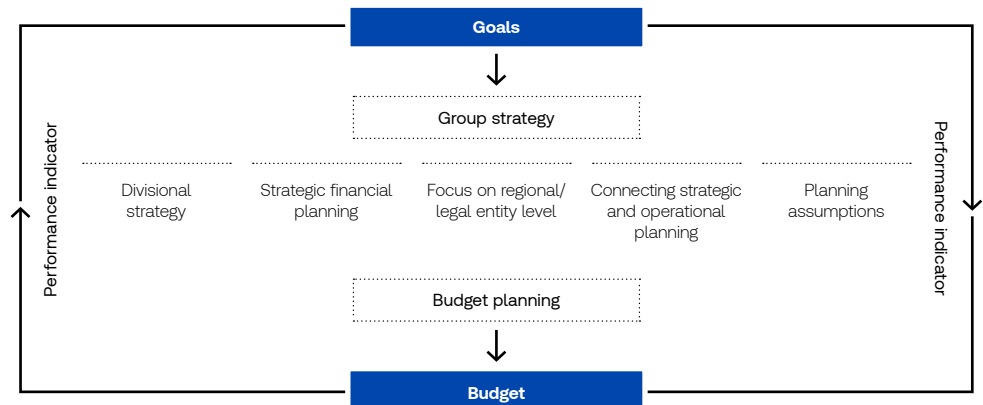 Goals
Group strategy
Performance indicator
Divisional
strategy
Strategic financial
planning
Focus on regional/
legal entity level
Connecting strategic
and operational
planning
Planning
assumptions
Performance indicator
Budget planning
Budget